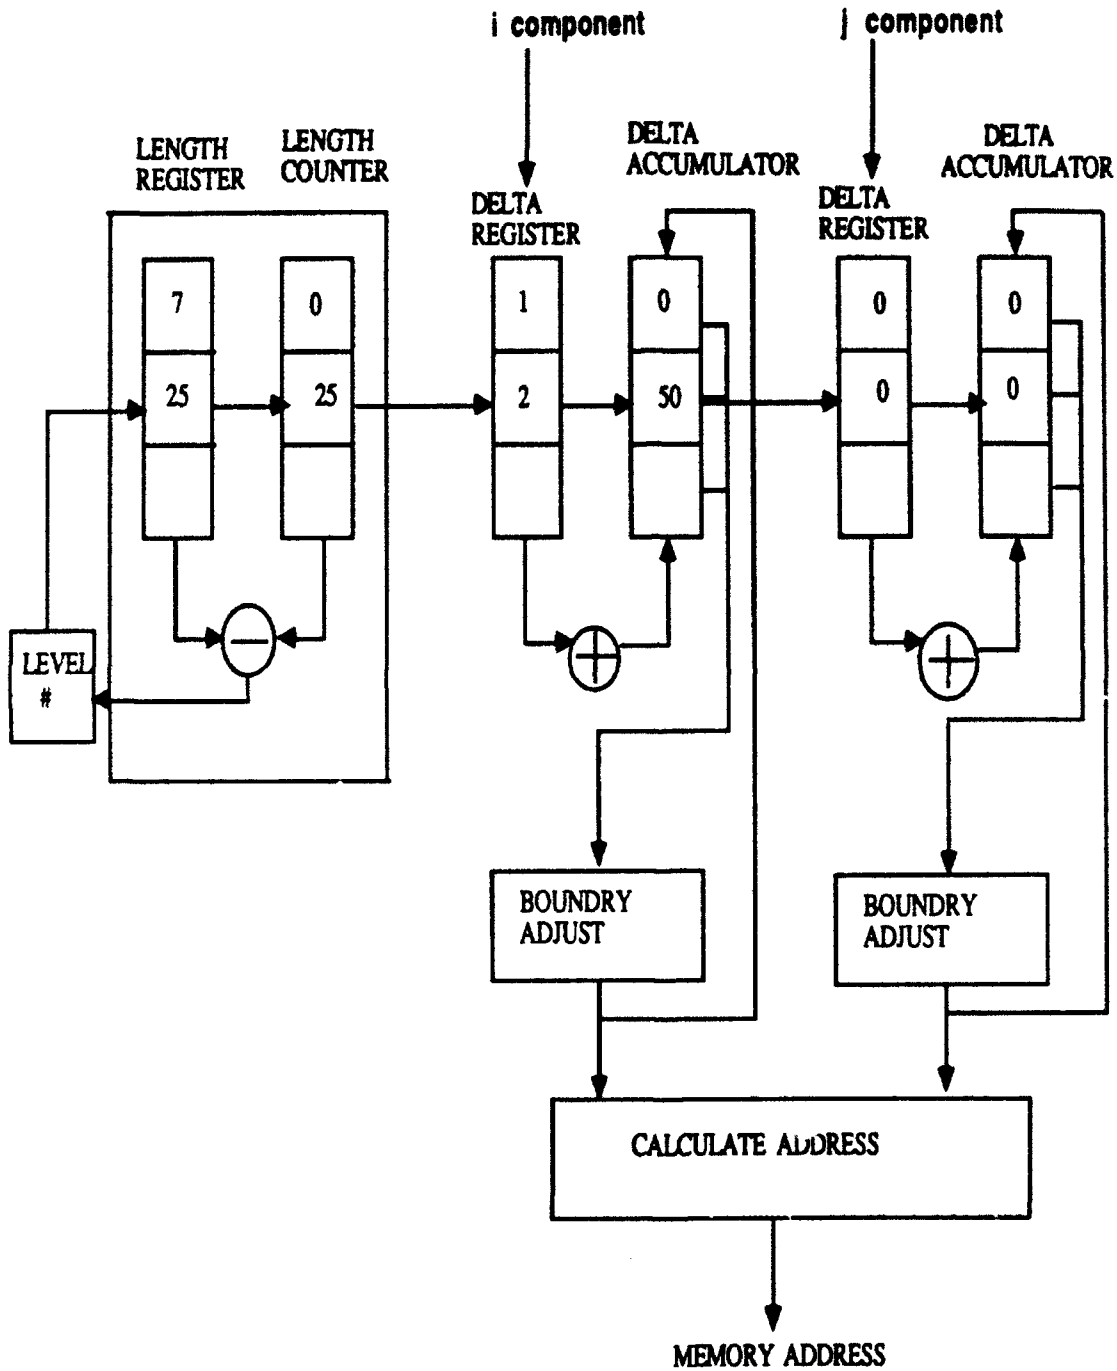 i component
j component
LENGTH
REGISTER
LENGTH
COUNTER
DELTA
REGISTER
DELTA
ACCUMULATOR
DELTA
REGISTER
DELTA
ACCUMULATOR
7
0
1
0
0
0
25
25
2
50
0
0
LEVEL
#
BOUNDRY
ADJUST
BOUNDRY
ADJUST
CALCULATE ADDRESS
MEMORY ADDRESS